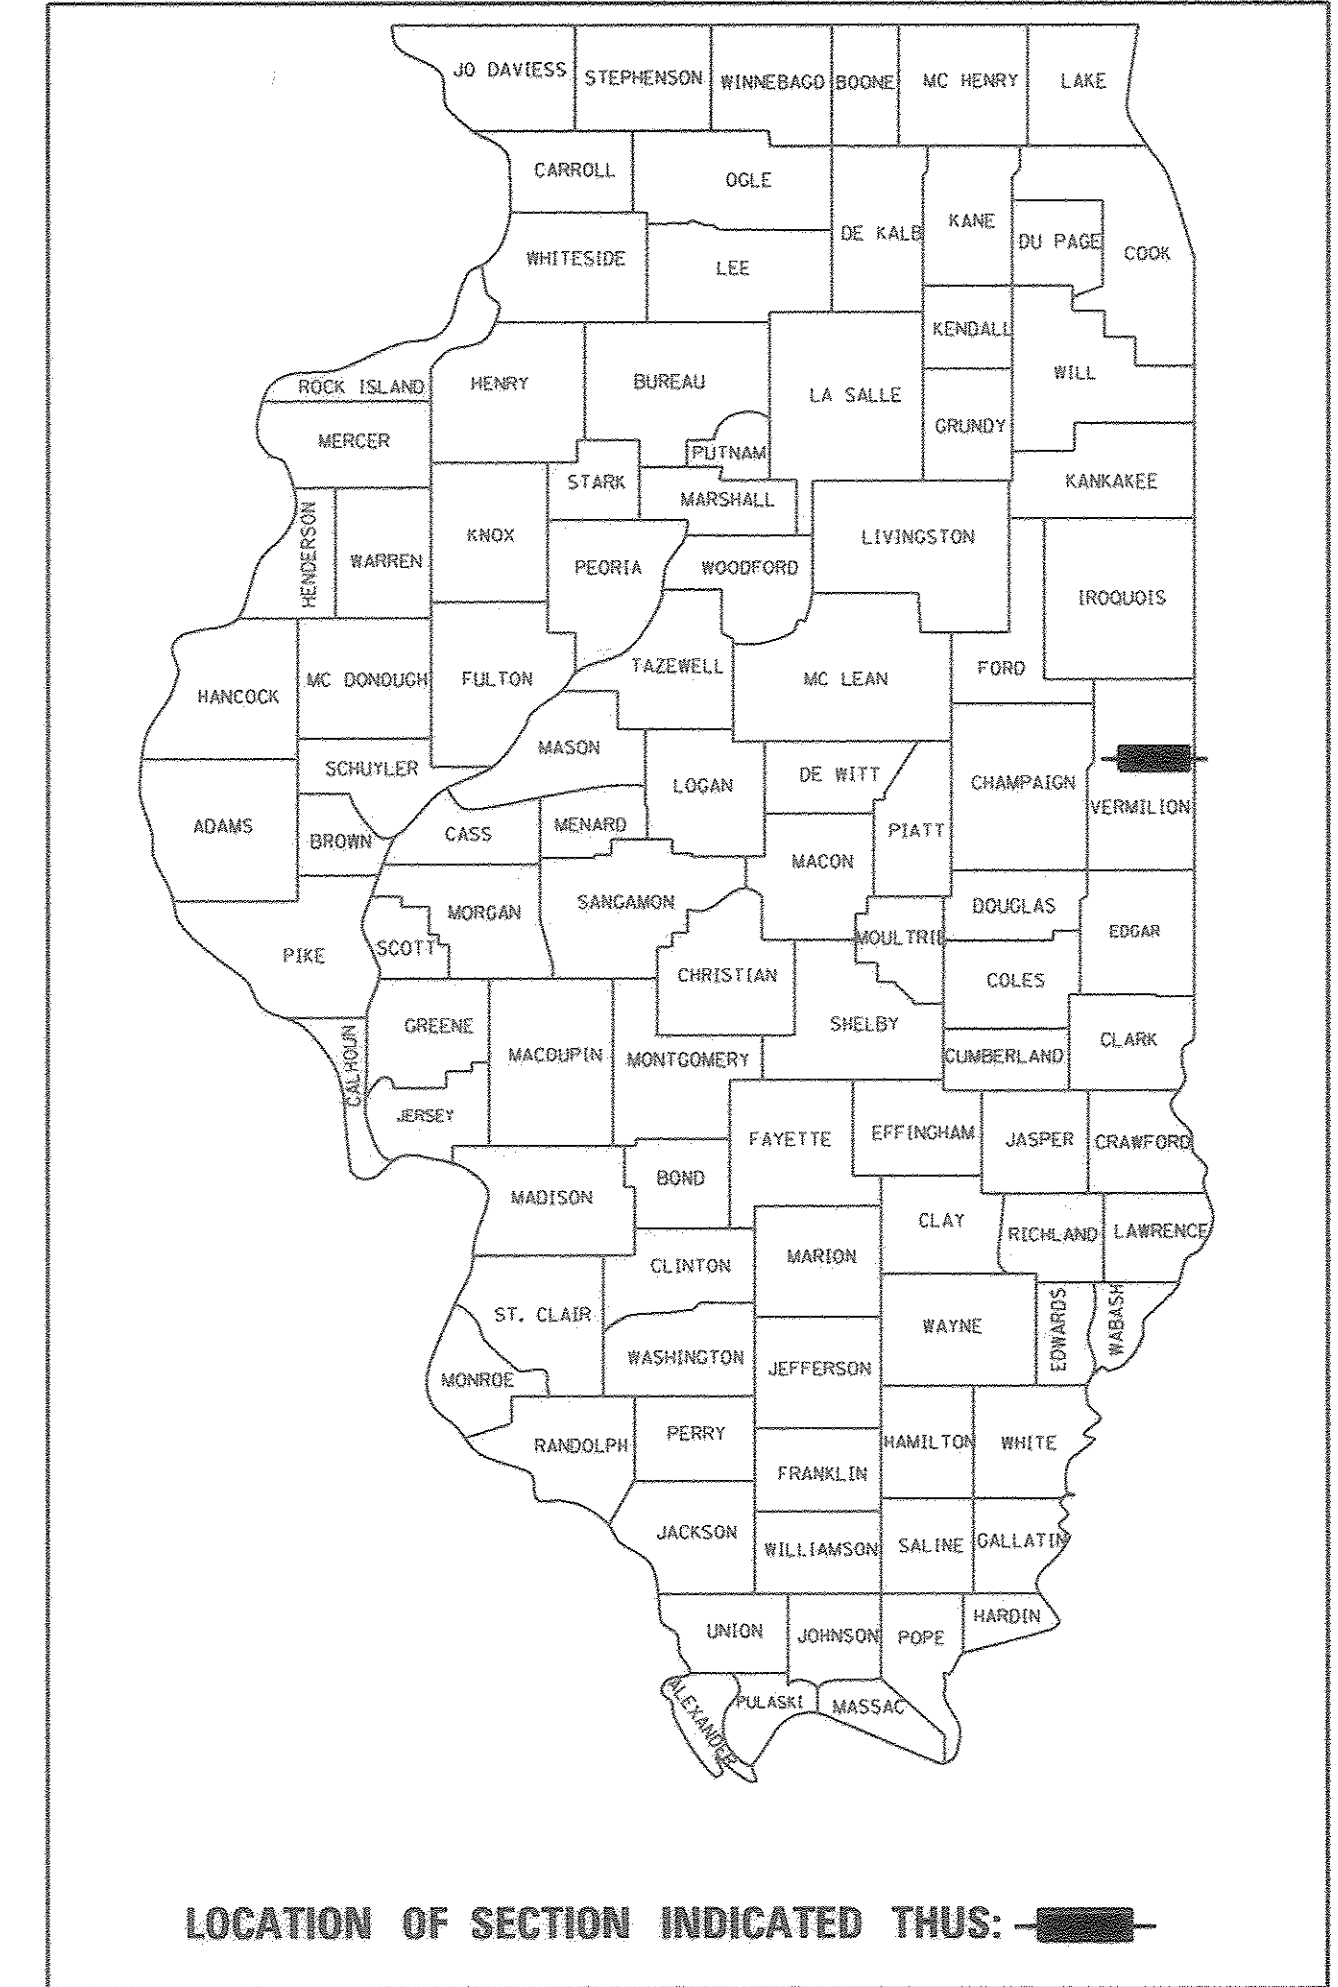 JO DAVIESS STEPHENSON WINNEBAGO BOONE MC HENRY LAKE
CARROLL OGLE
DE KALB KANE DU PAGE COOK
WHITESIDE LEE
KENDALL
ROCK ISLAND HENRY BUREAU LA SALLE WILL
MERCER GRUNDY
PUTNAM
STARK MARSHALL KANKAKEE
HENDERSON WARREN KNOX PEORIA WOODFORD LIVINGSTON
IROQUOIS
HANCOCK MC DONOUGH FULTON TAZEWELL MC LEAN FORD
MASON
SCHUYLER LOGAN DE WITT CHAMPAIGN VERMILION
ADAMS BROWN CASS MENARD PIATT
MACON
MORGAN SANGAMON DOUGLAS
PIKE SCOTT MOULTRIE EDGAR
CHRISTIAN COLES
GREENE SHELBY CLARK
CALHOUN MACOUPIN MONTGOMERY CUMBERLAND
JERSEY FAYETTE EFFINGHAM JASPER CRAWFORD
MADISON BOND
CLAY RICHLAND LAWRENCE
CLINTON MARION
ST. CLAIR WAYNE EDWARDS WABASH
MONROE WASHINGTON JEFFERSON
RANDOLPH PERRY HAMILTON WHITE
FRANKLIN
JACKSON WILLIAMSON SALINE GALLATIN
UNION JOHNSON POPE HARDIN
ALEXANDER PULASKI MASSAC
LOCATION OF SECTION INDICATED THUS: